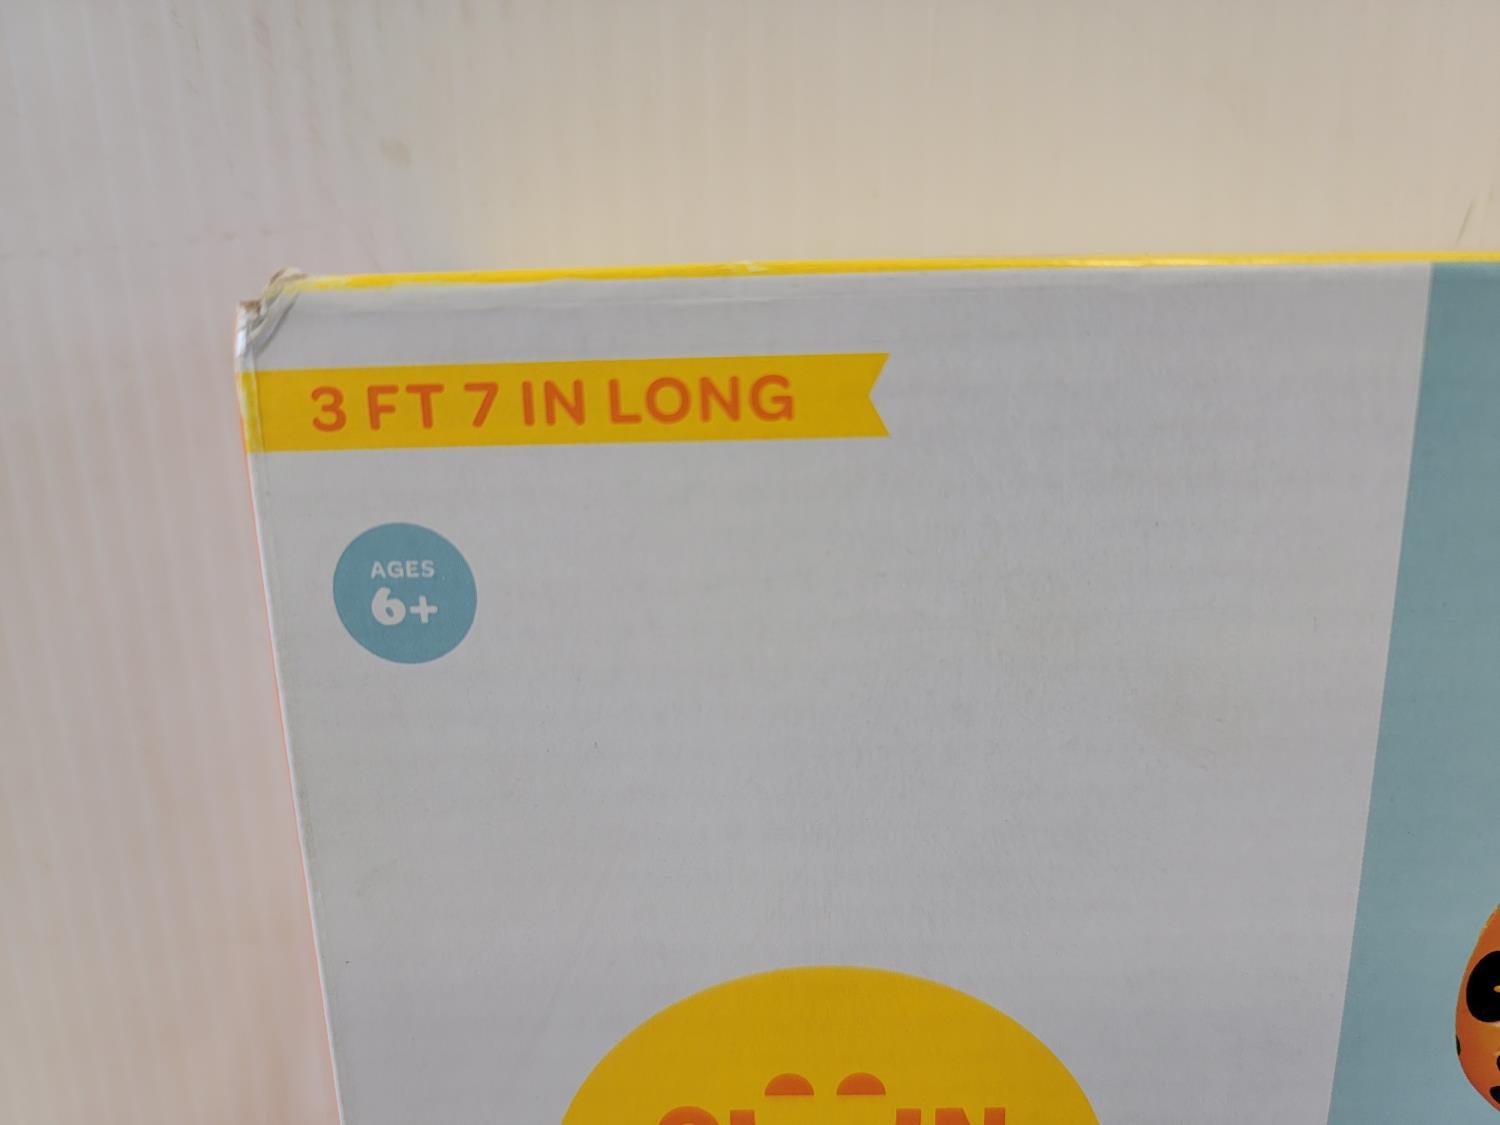 3 FT 7 IN LONG
AGES
6+